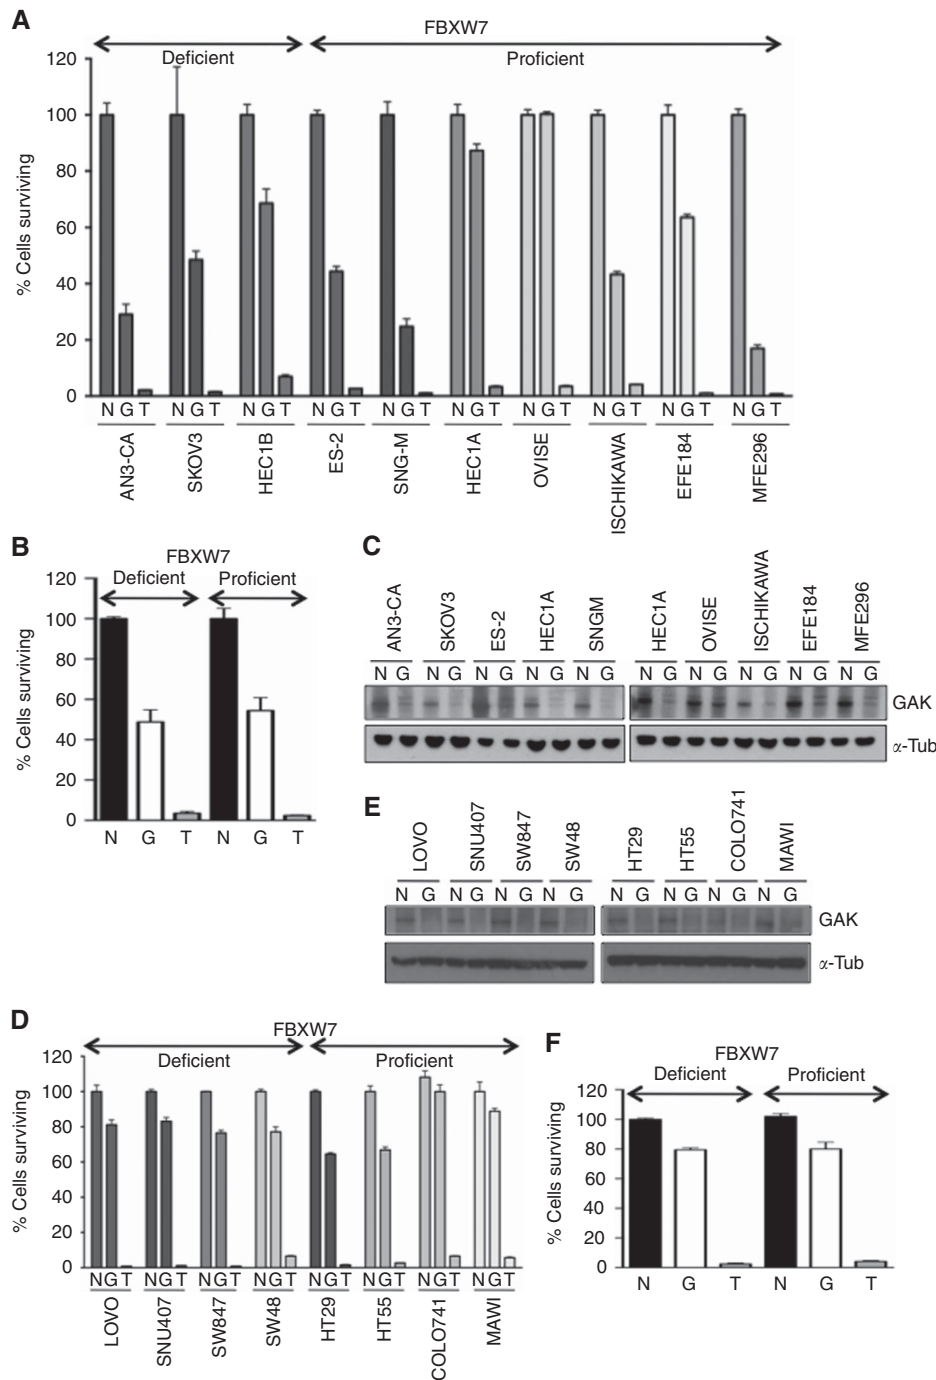 A
FBXW7
Deficient Proficient
120
100
80
60
40
20
0
% Cells surviving
N G T N G T N G T N G T N G T N G T N G T N G T N G T N G T
AN3-CA SKOV3 HEC1B ES-2 SNG-M HEC1A OVISE ISCHIKAWA EFE184 MFE296
B
FBXW7
Deficient Proficient
120
100
80
60
40
20
0
% Cells surviving
N G T N G T
C
AN3-CA SKOV3 ES-2 HEC1A SNGM HEC1A OVISE ISCHIKAWA EFE184 MFE296
N G N G N G N G N G N G N G N G N G N G
GAK
α-Tub
E
LOVO SNU407 SW847 SW48 HT29 HT55 COLO741 MAWI
N G N G N G N G N G N G N G N G
GAK
α-Tub
D
FBXW7
Deficient Proficient
120
100
80
60
40
20
0
% Cells surviving
NGT NGT NGT NGT NGT NGT NGT NGT
LOVO SNU407 SW847 SW48 HT29 HT55 COLO741 MAWI
F
FBXW7
Deficient Proficient
120
100
80
60
40
20
0
% Cells surviving
N G T N G T